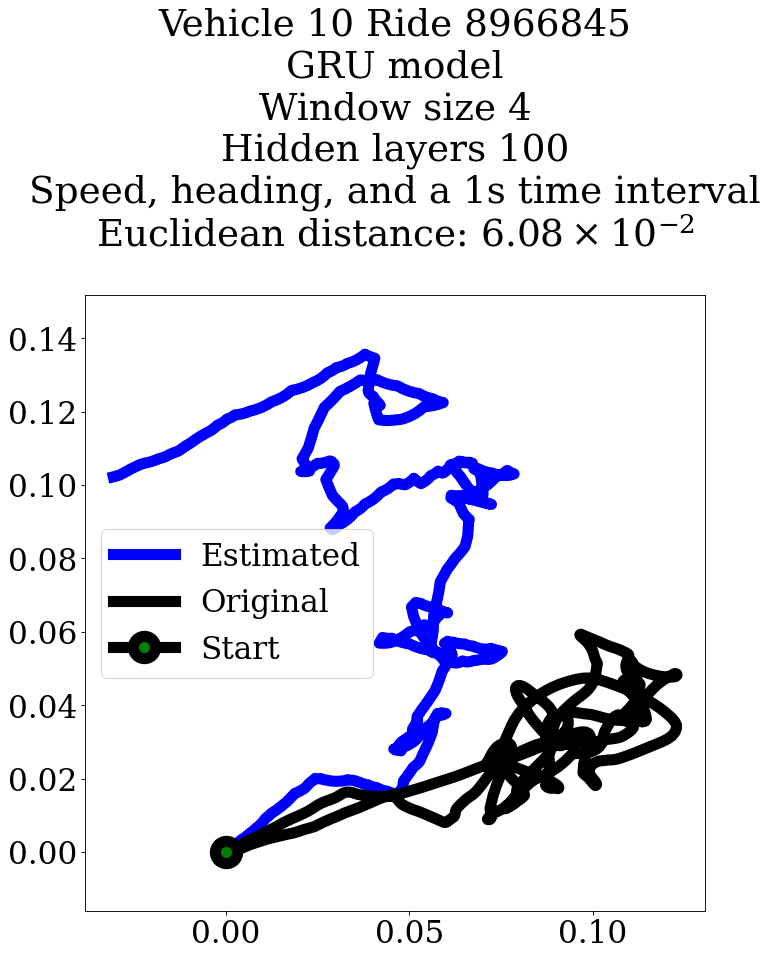 Vehicle 10 Ride 8966845
GRU model
Window size 4
Hidden layers 100
Speed, heading, and a 1s time interval
Euclidean distance: 6.08 × 10⁻²
0.14
0.12
0.10
0.08
0.06
0.04
0.02
0.00
Estimated
Original
Start
0.00 0.05 0.10